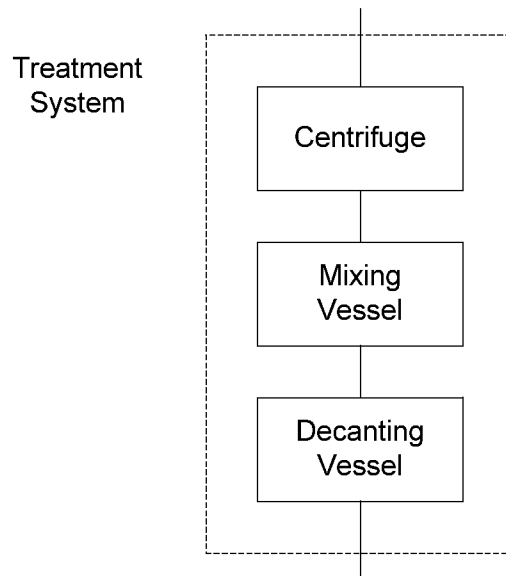 Treatment
System
Centrifuge
Mixing
Vessel
Decanting
Vessel